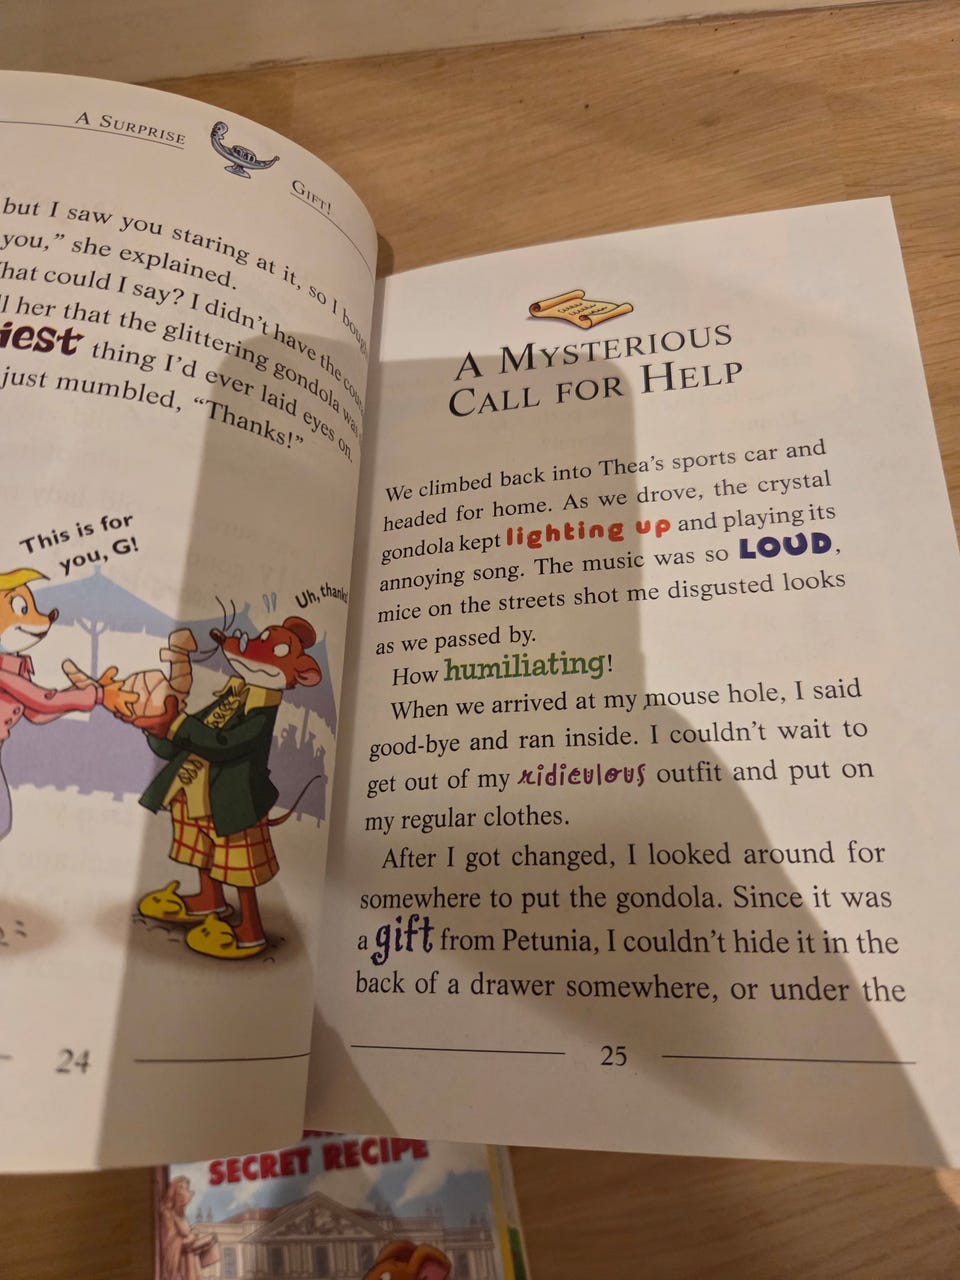 A SURPRISE
GIFT!
but I saw you staring at it, so I
you,” she explained.
hat could I say? I didn’t have the
ll her that the glittering gondola was
iest thing I’d ever laid eyes on.
just mumbled, “Thanks!”
This is for
you, G!
Uh, thanks
24
A MYSTERIOUS
CALL FOR HELP
We climbed back into Thea’s sports car and
headed for home. As we drove, the crystal
gondola kept lighting up and playing its
annoying song. The music was so LOUD,
mice on the streets shot me disgusted looks
as we passed by.
How humiliating!
When we arrived at my mouse hole, I said
good-bye and ran inside. I couldn’t wait to
get out of my ridiculous outfit and put on
my regular clothes.
After I got changed, I looked around for
somewhere to put the gondola. Since it was
a gift from Petunia, I couldn’t hide it in the
back of a drawer somewhere, or under the
25
SECRET RECIPE